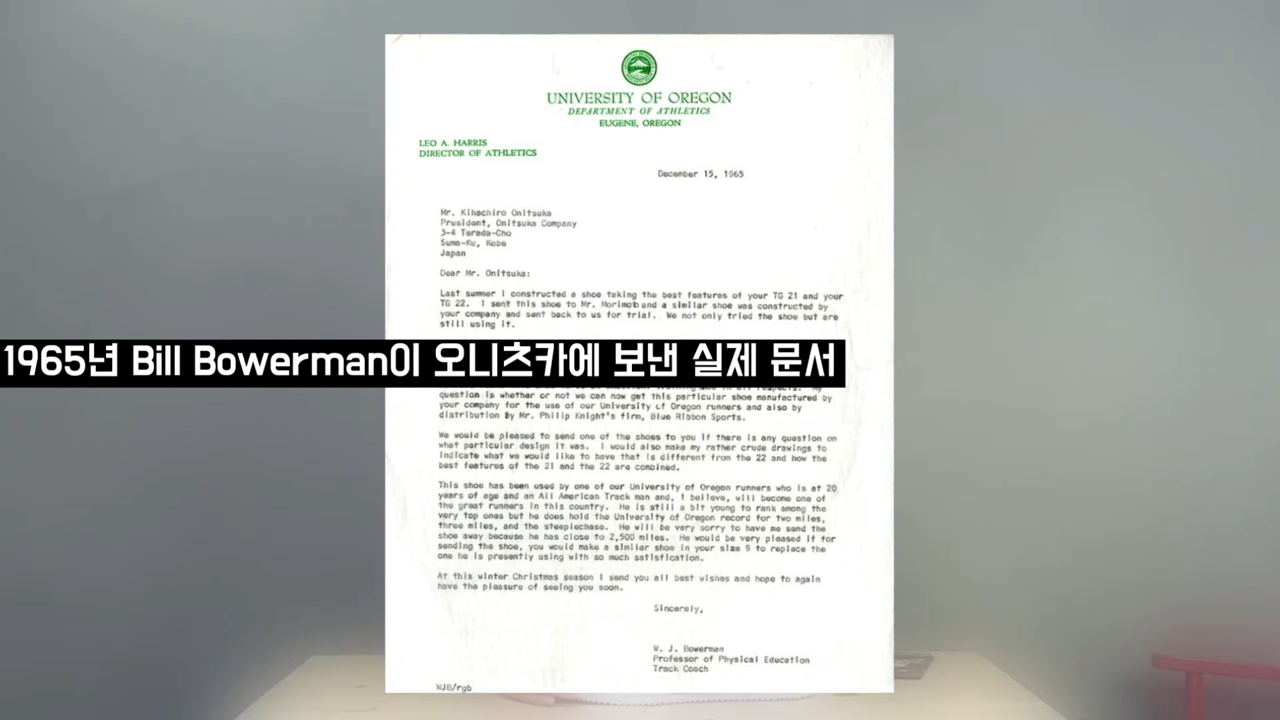 UNIVERSITY OF OREGON
DEPARTMENT OF ATHLETICS
EUGENE, OREGON
LEO A. HARRIS
DIRECTOR OF ATHLETICS
December 15, 1965
Mr. Kihachiro Onitsuka
President, Onitsuka Company
3-4 Terada-Cho
Suma-Ku, Kobe
Japan
Dear Mr. Onitsuka:
Last summer I constructed a shoe taking the best features of your TG 21 and your
TG 22. I sent this shoe to Mr. Morimoto and a similar shoe was constructed by
your company and sent back to us for trial. We not only tried the shoe but are
still using it.
1965년 Bill Bowerman이 오니츠카에 보낸 실제 문서
question is whether or not we can now get this particular shoe manufactured by
your company for the use of our University of Oregon runners and also by
distribution by Mr. Philip Knight's firm, Blue Ribbon Sports.
We would be pleased to send one of the shoes to you if there is any question on
what particular design it was. I would also make my rather crude drawings to
indicate what we would like to have that is different from the 22 and how the
best features of the 21 and the 22 are combined.
This shoe has been used by one of our University of Oregon runners who is at 20
years of age and an All American Track man and, I believe, will become one of
the great runners in this country. He is still a bit young to rank among the
very top ones but he does hold the University of Oregon record for two miles,
three miles, and the steeplechase. He will be very sorry to have me send the
shoe away because he has close to 2,500 miles. He would be very pleased if for
sending the shoe, you would make a similar shoe in your size 9 to replace the
one he is presently using with so much satisfication.
At this winter Christmas season I send you all best wishes and hope to again
have the pleasure of seeing you soon.
Sincerely,
W. J. Bowerman
Professor of Physical Education
Track Coach
WJB/rgb